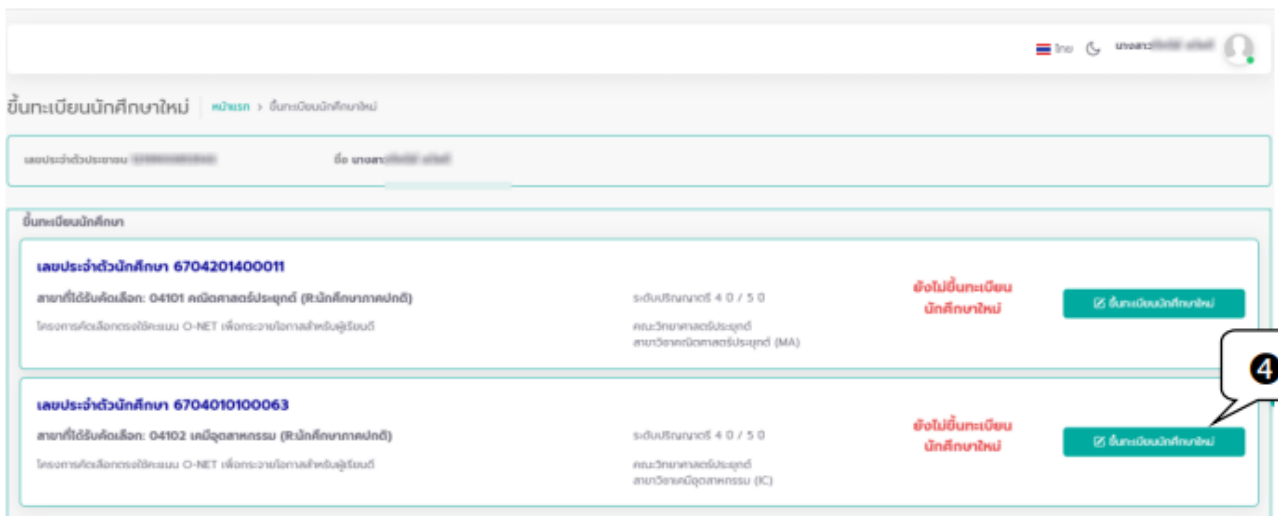 ไทย นางสาว
ขึ้นทะเบียนนักศึกษาใหม่ หน้าแรก > ขึ้นทะเบียนนักศึกษาใหม่
เลขประจำตัวประชาชน ชื่อ นางสาว
ขึ้นทะเบียนนักศึกษา
เลขประจำตัวนักศึกษา 6704201400011
สาขาที่ได้รับคัดเลือก: 04101 คณิตศาสตร์ประยุกต์ (R:นักศึกษาภาคปกติ)
โครงการคัดเลือกตรงใช้คะแนน O-NET เพื่อกระจายโอกาสสำหรับผู้เรียนดี
ระดับปริญญาตรี 4 ปี / 5 ปี
คณะวิทยาศาสตร์ประยุกต์
สาขาวิชาคณิตศาสตร์ประยุกต์ (MA)
ยังไม่ขึ้นทะเบียน
นักศึกษาใหม่
ขึ้นทะเบียนนักศึกษาใหม่
เลขประจำตัวนักศึกษา 6704010100063
สาขาที่ได้รับคัดเลือก: 04102 เคมีอุตสาหกรรม (R:นักศึกษาภาคปกติ)
โครงการคัดเลือกตรงใช้คะแนน O-NET เพื่อกระจายโอกาสสำหรับผู้เรียนดี
ระดับปริญญาตรี 4 ปี / 5 ปี
คณะวิทยาศาสตร์ประยุกต์
สาขาวิชาเคมีอุตสาหกรรม (IC)
ยังไม่ขึ้นทะเบียน
นักศึกษาใหม่
ขึ้นทะเบียนนักศึกษาใหม่
❹